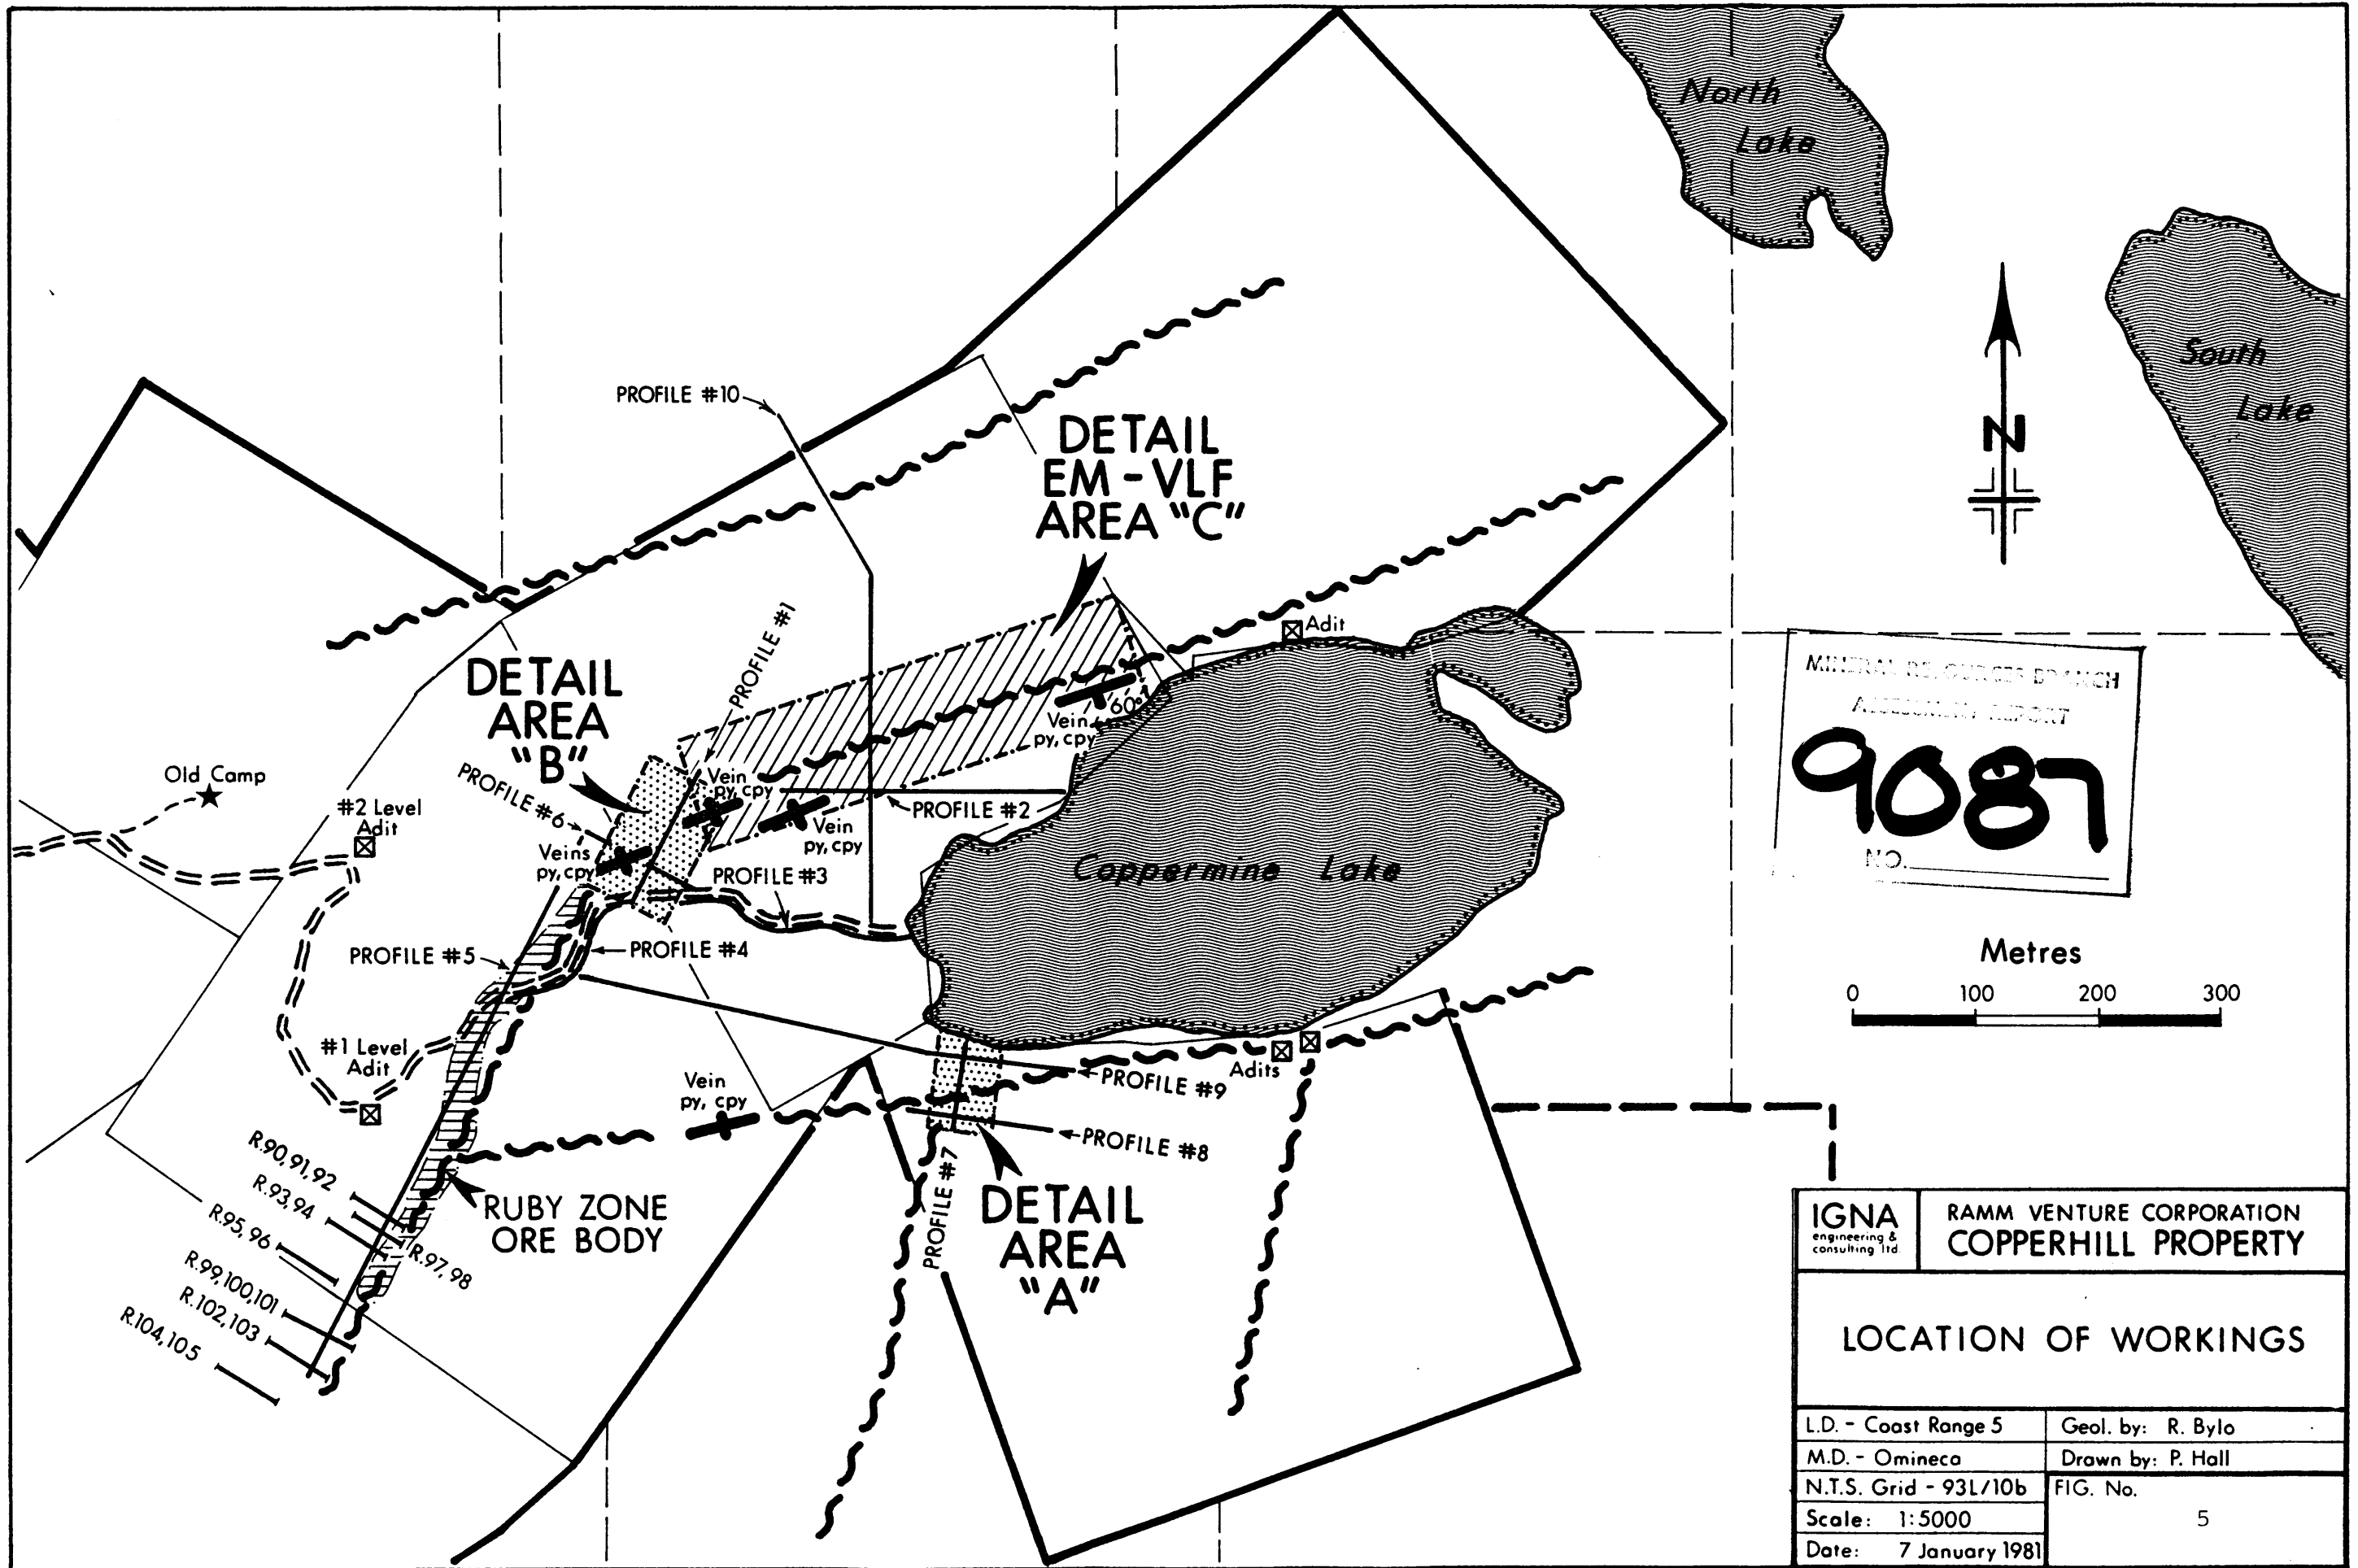 North
Lake
South
Lake
N
PROFILE #10
DETAIL
EM-VLF
AREA "C"
PROFILE #1
Adit
DETAIL
AREA
"B"
60°
Vein
py, cpy
MINERAL RESOURCES BRANCH
ASSESSMENT REPORT
9087
NO.
Old Camp
#2 Level
Adit
PROFILE #6
Vein
py, cpy
PROFILE #2
Vein
py, cpy
Veins
py, cpy
PROFILE #3
Coppermine Lake
PROFILE #5
PROFILE #4
Metres
0 100 200 300
#1 Level
Adit
Vein
py, cpy
PROFILE #9
Adits
PROFILE #8
PROFILE #7
R.90,91,92
R.93,94
R.95,96
R.97,98
R.99,100,101
R.102,103
R.104,105
RUBY ZONE
ORE BODY
DETAIL
AREA
"A"
IGNA
engineering &
consulting ltd.
RAMM VENTURE CORPORATION
COPPERHILL PROPERTY
LOCATION OF WORKINGS
L.D. - Coast Range 5
Geol. by: R. Bylo
M.D. - Omineca
Drawn by: P. Hall
N.T.S. Grid - 93L/10b
FIG. No.
5
Scale: 1:5000
Date: 7 January 1981